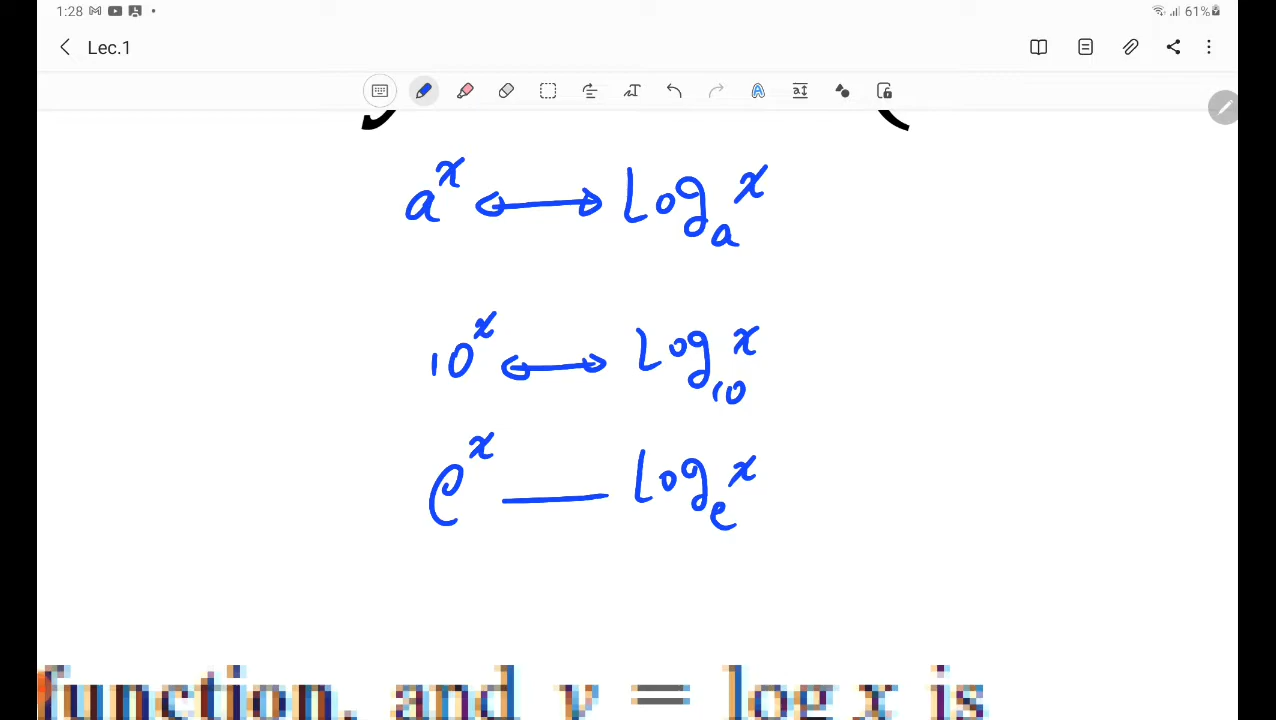 1:28 61%
Lec.1
a^x ↔ Log_a x
10^x ↔ Log_10 x
e^x — Log_e x
function, and y = log x is